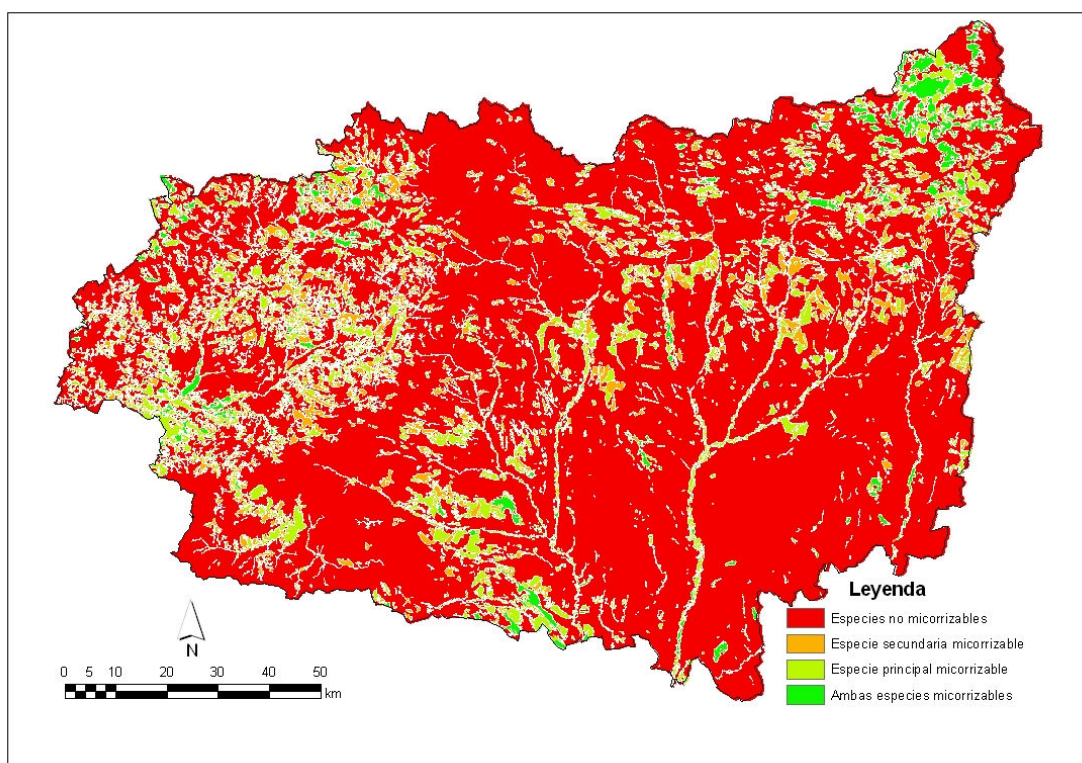 Leyenda
Especies no micorrizables
Especie secundaria micorrizable
Especie principal micorrizable
Ambas especies micorrizables
N
0 5 10 20 30 40 50
km